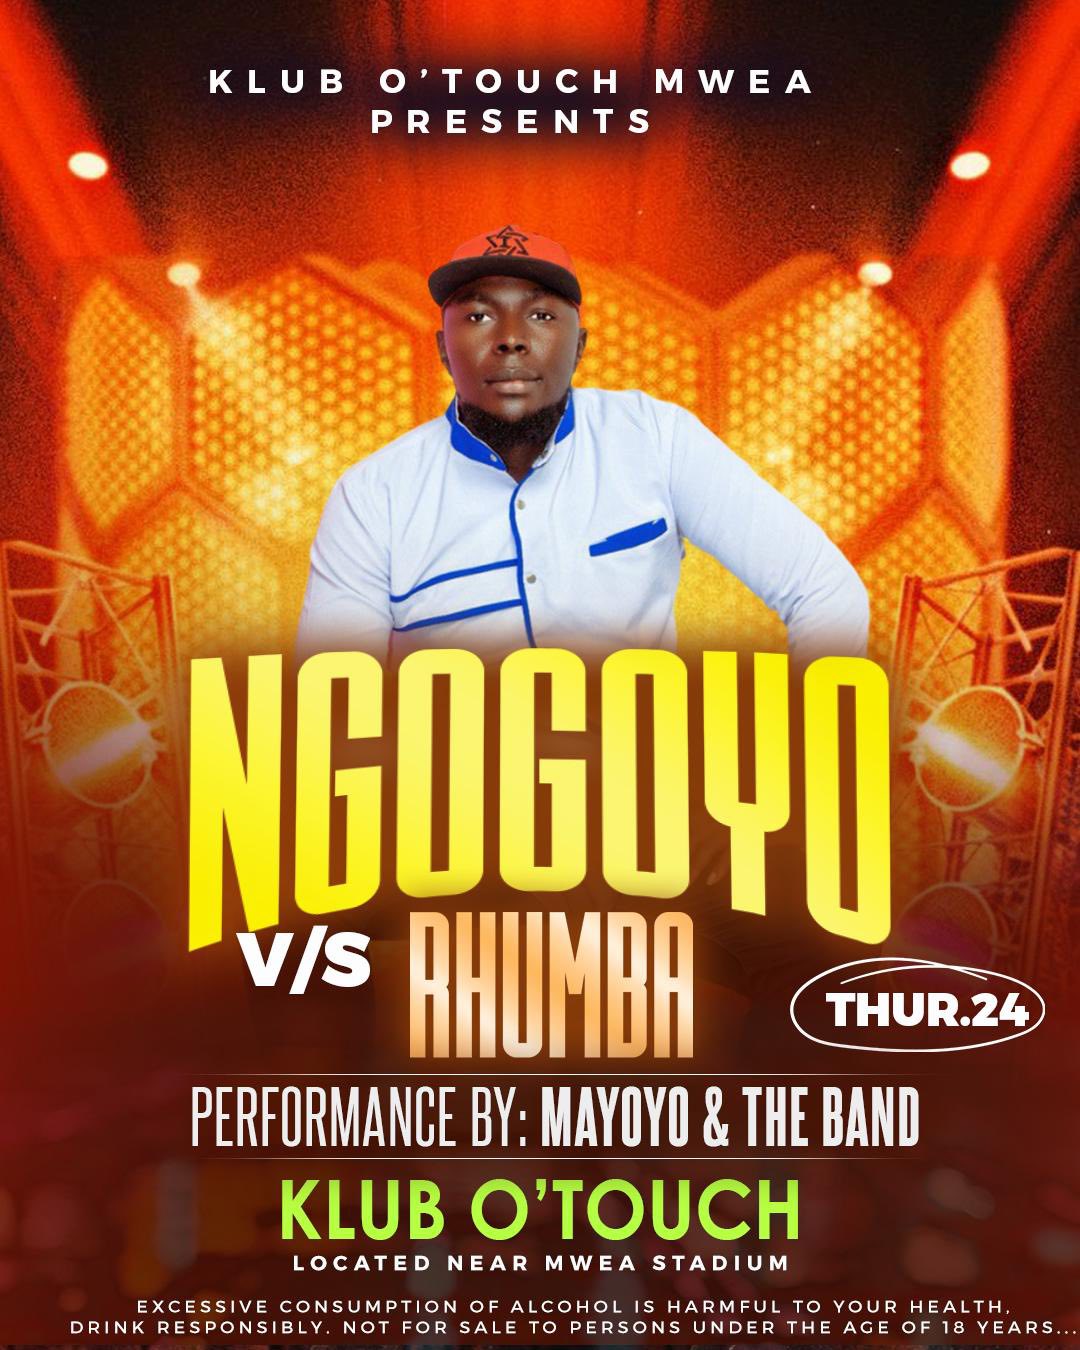 KLUB O'TOUCH MWEA
PRESENTS
NGOGOYO
V/S RHUMBA
THUR.24
PERFORMANCE BY: MAYOYO & THE BAND
KLUB O'TOUCH
LOCATED NEAR MWEA STADIUM
EXCESSIVE CONSUMPTION OF ALCOHOL IS HARMFUL TO YOUR HEALTH,
DRINK RESPONSIBLY. NOT FOR SALE TO PERSONS UNDER THE AGE OF 18 YEARS...